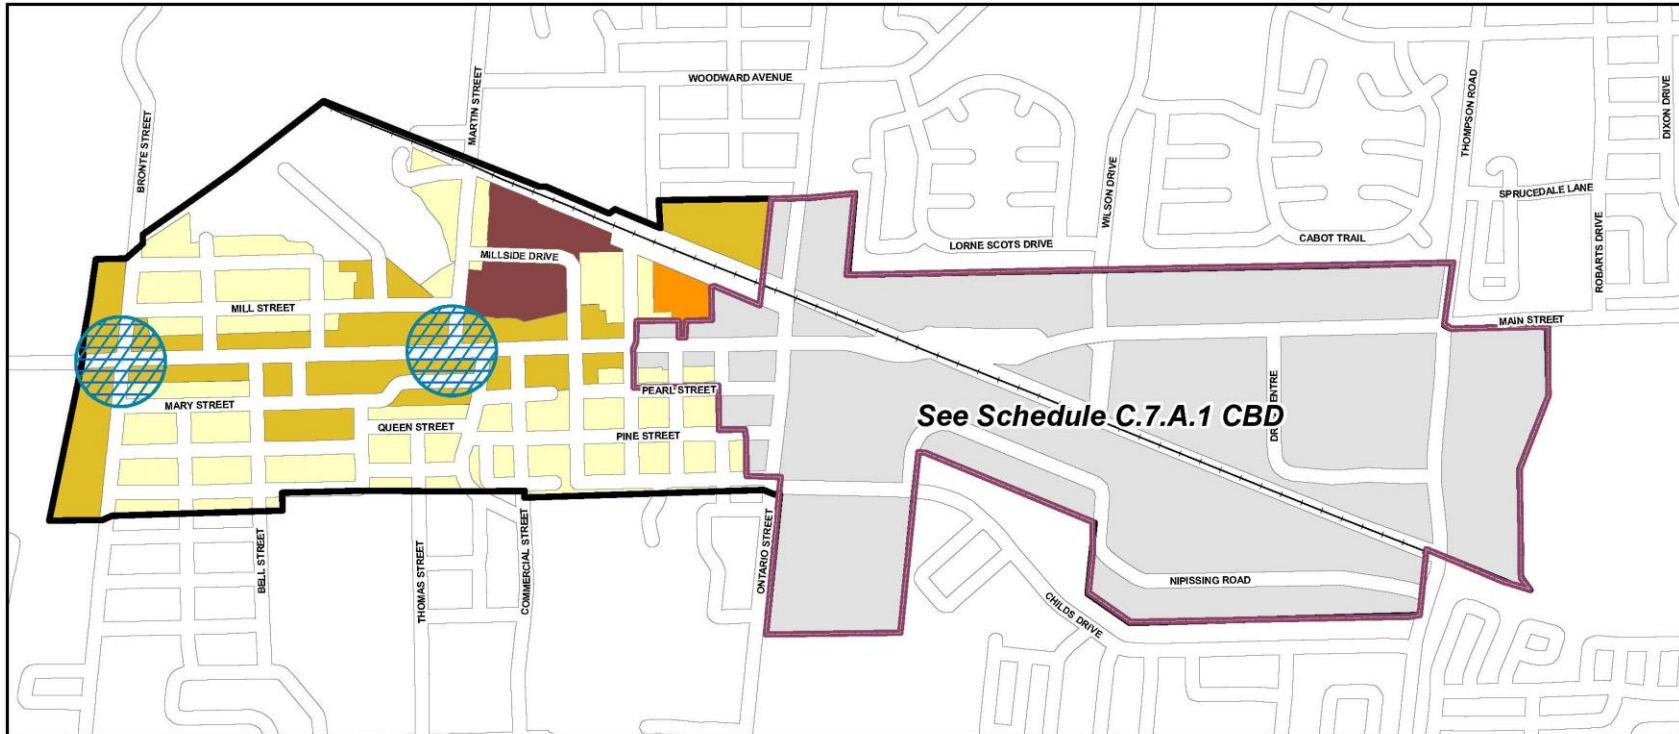 WOODWARD AVENUE
MARTIN STREET
BRONTE STREET
THOMPSON ROAD
DIXON DRIVE
WILSON DRIVE
SPRUCEDALE LANE
ROBARTS DRIVE
LORNE SCOTS DRIVE
CABOT TRAIL
MILLSIDE DRIVE
MILL STREET
MAIN STREET
PEARL STREET
MARY STREET
See Schedule C.7.A.1 CBD
QUEEN STREET
PINE STREET
ENTRE
ONTARIO STREET
BELL STREET
THOMAS STREET
COMMERCIAL STREET
NIPISSING ROAD
CHILDS DRIVE